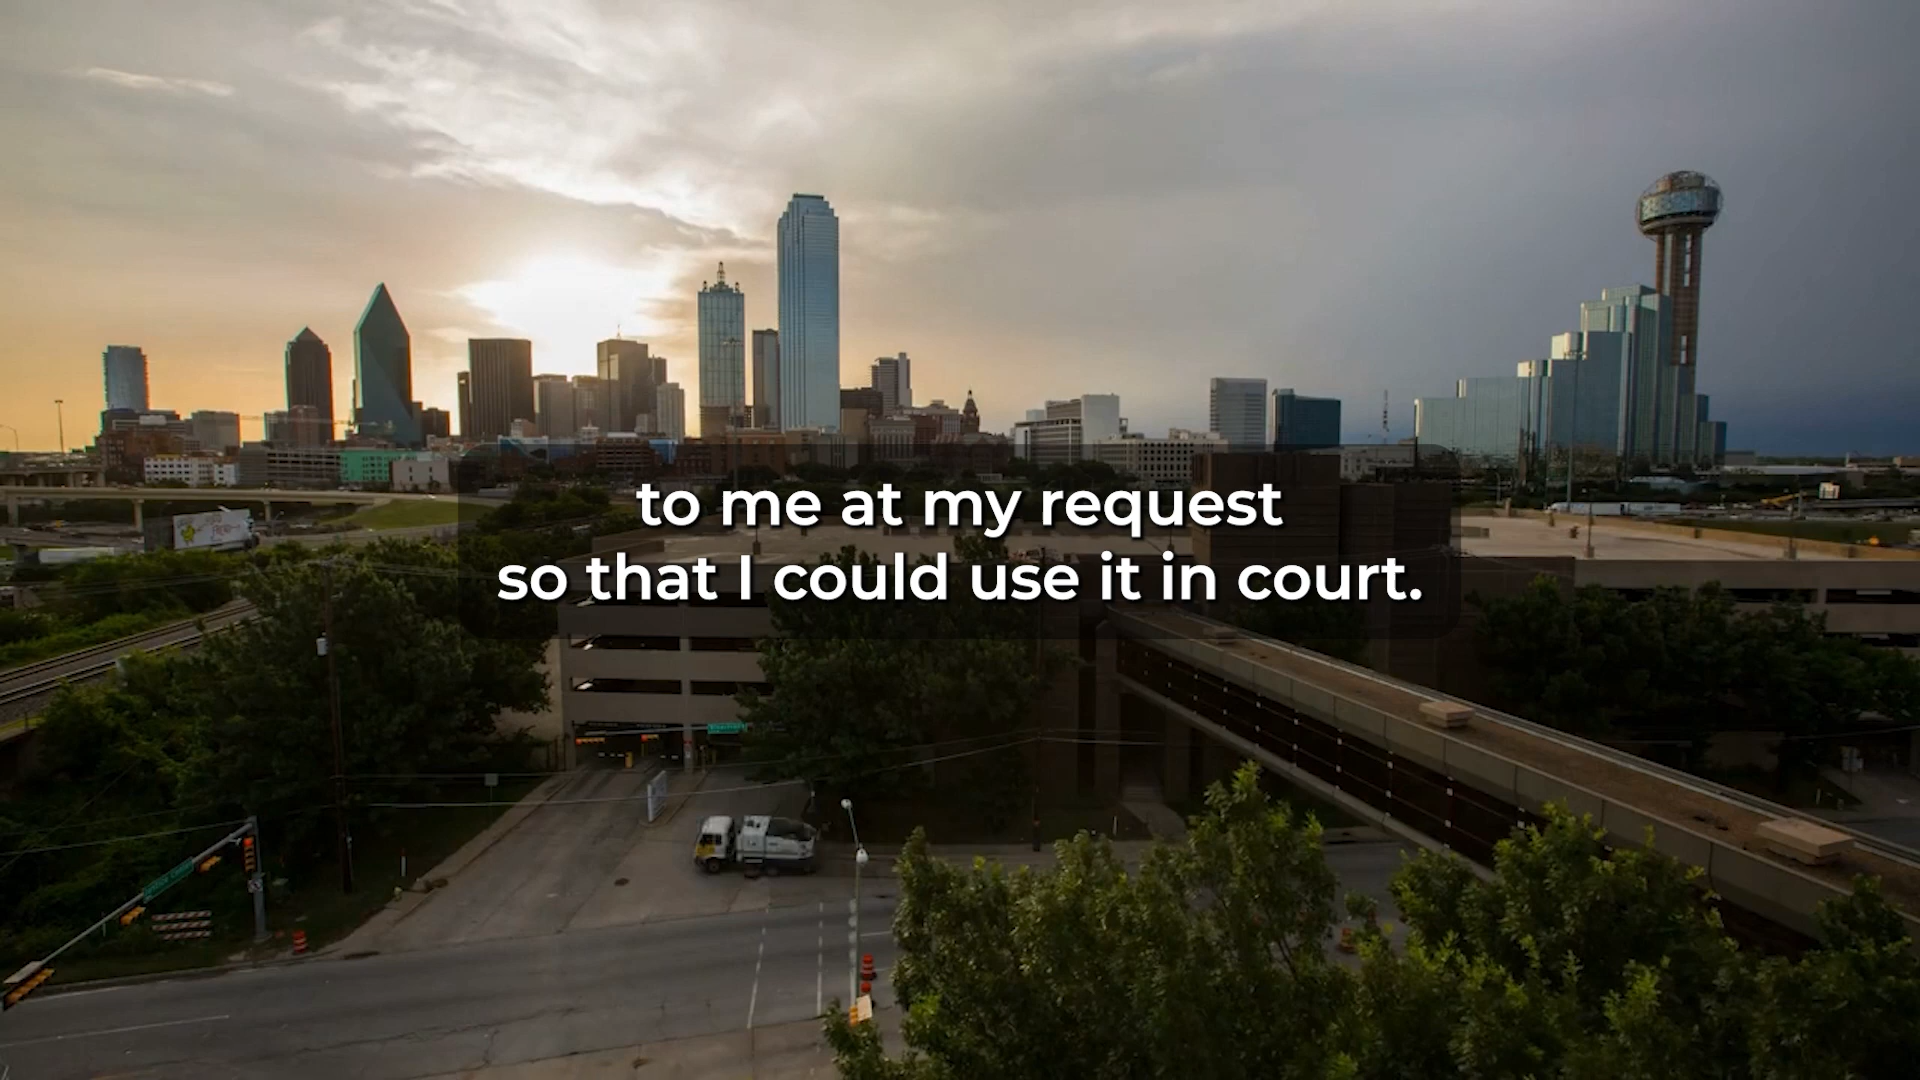 to me at my request
so that I could use it in court.